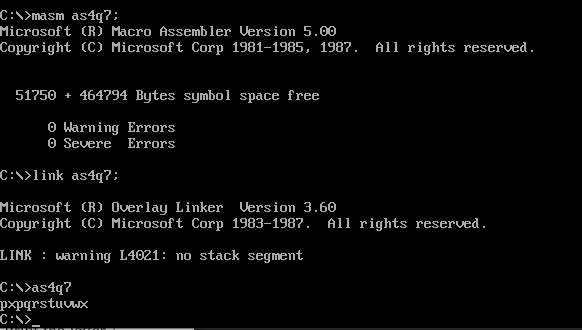 C:\>masm as4q7;
Microsoft (R) Macro Assembler Version 5.00
Copyright (C) Microsoft Corp 1981-1985, 1987.  All rights reserved.
51750 + 464794 Bytes symbol space free
0 Warning Errors
0 Severe  Errors
C:\>link as4q7;
Microsoft (R) Overlay Linker  Version 3.60
Copyright (C) Microsoft Corp 1983-1987.  All rights reserved.
LINK : warning L4021: no stack segment
C:\>as4q7
pxpqrstuvwx
C:\>_